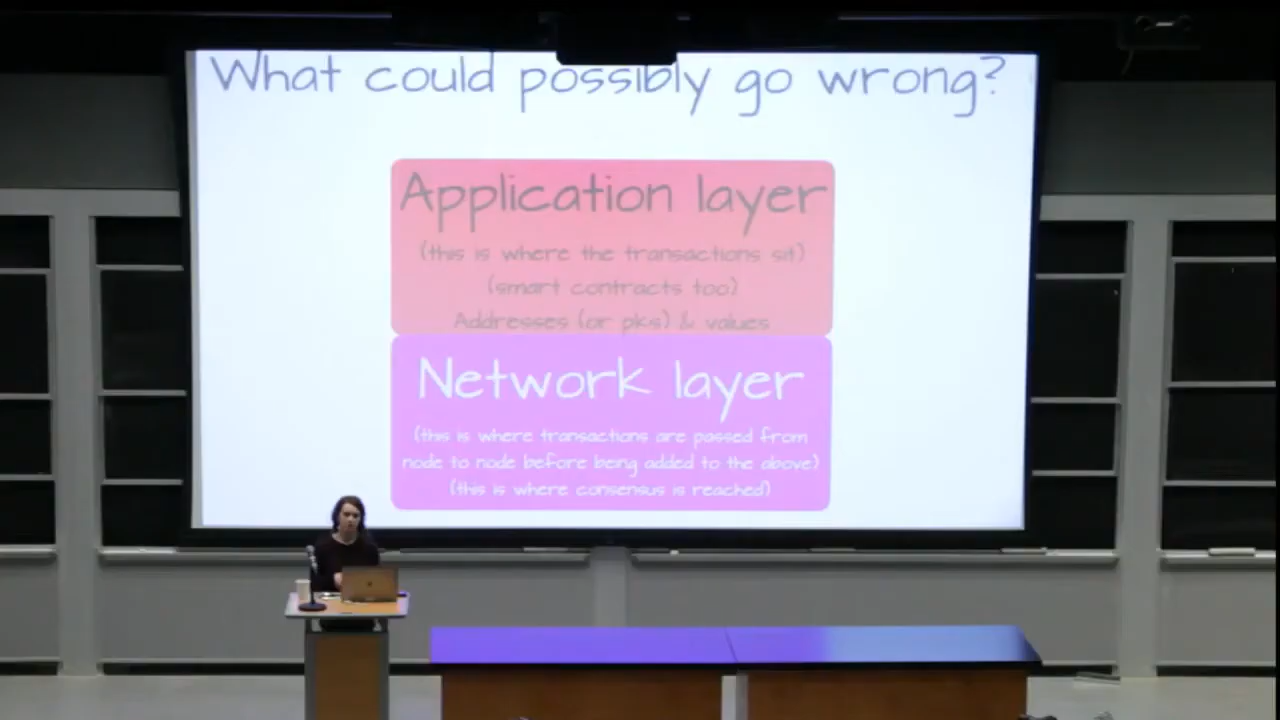 What could possibly go wrong?
Application layer
(this is where the transactions sit)
(smart contracts too)
Addresses (or pks) & values
Network layer
(this is where transactions are passed from
node to node before being added to the above)
(this is where consensus is reached)